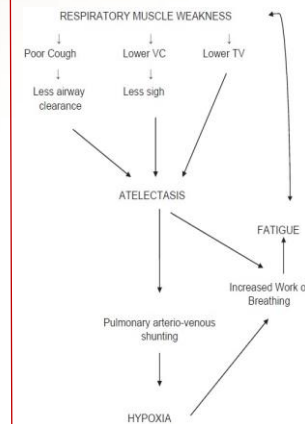 RESPIRATORY MUSCLE WEAKNESS
Poor Cough Lower VC Lower TV
Less airway Less sigh
clearance
ATELECTASIS
FATIGUE
Increased Work o
Breathing
Pulmonary arterio-venous
shunting
HYPOXIA